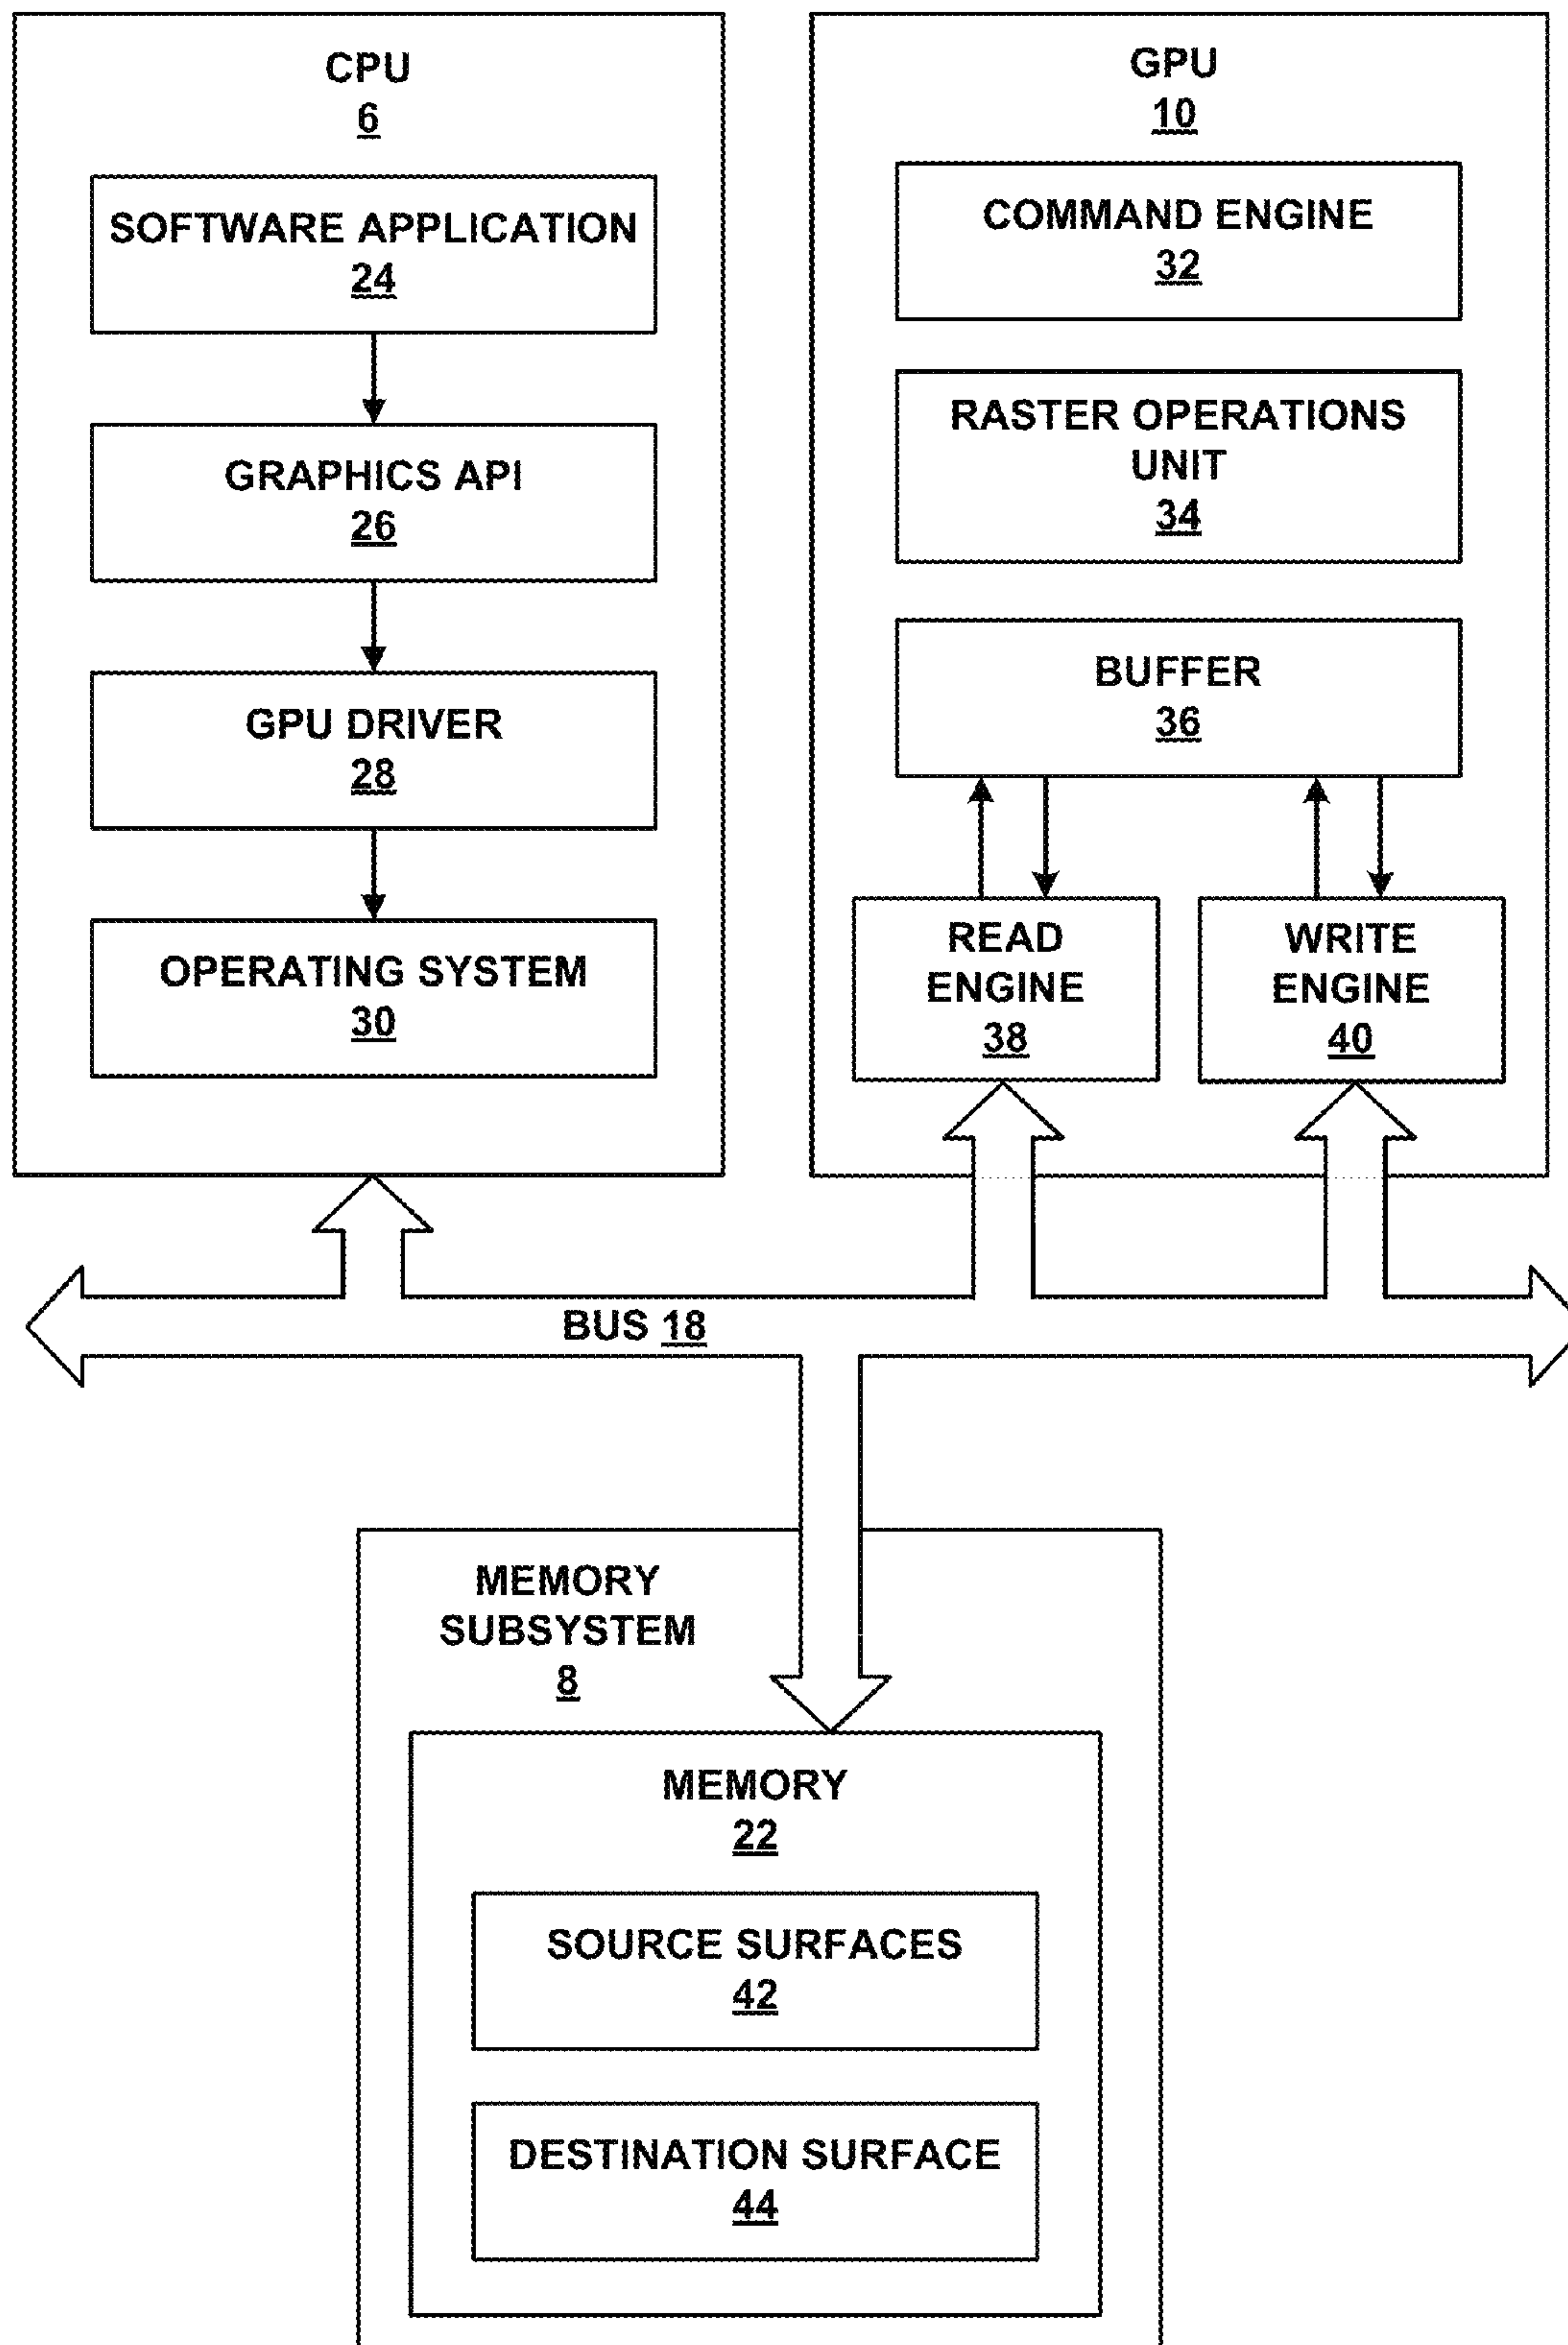 CPU
6
SOFTWARE APPLICATION
24
GRAPHICS API
26
GPU DRIVER
28
OPERATING SYSTEM
30
GPU
10
COMMAND ENGINE
32
RASTER OPERATIONS
UNIT
34
BUFFER
36
READ
ENGINE
38
WRITE
ENGINE
40
BUS 18
MEMORY
SUBSYSTEM
8
MEMORY
22
SOURCE SURFACES
42
DESTINATION SURFACE
44